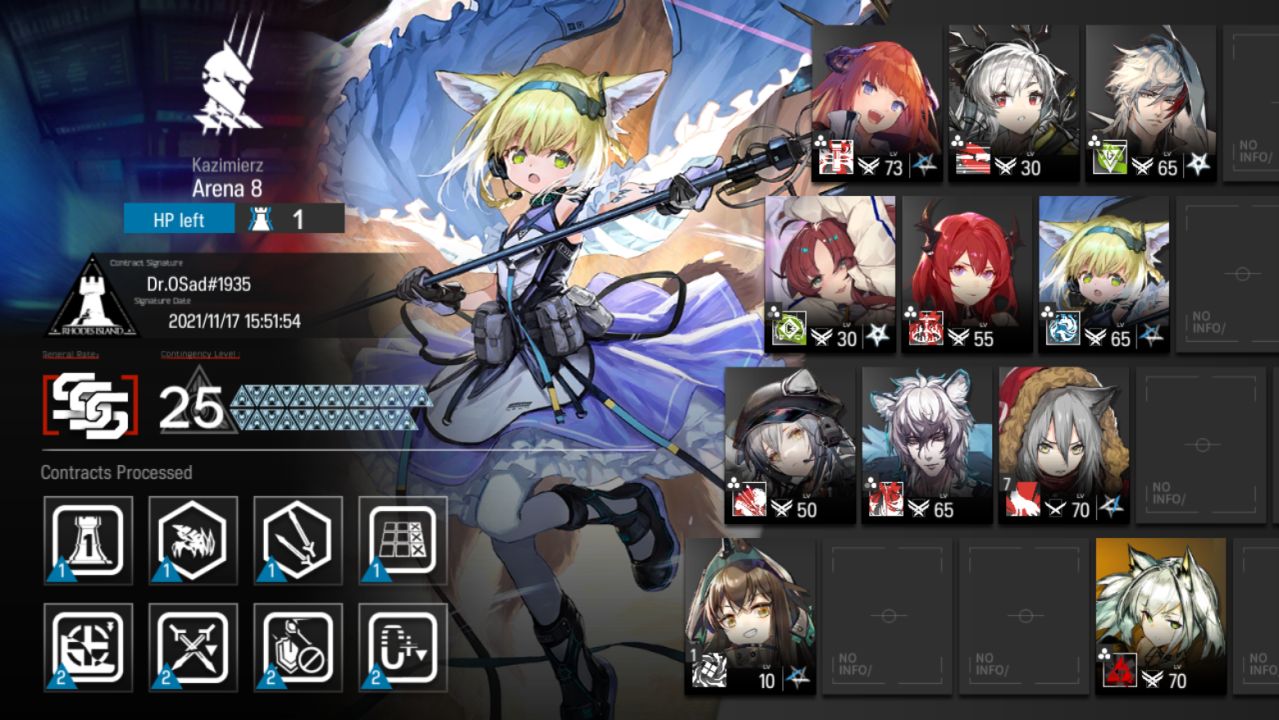 Kazimierz
Arena 8
HP left 1
Contract Signature
Dr.OSad#1935
Signature Date
2021/11/17 15:51:54
RHODES ISLAND
General Rate:
Contingency Level:
SSS
25
Contracts Processed
1
1
1
1
1
2
2
2
2
LV
73
LV
30
LV
65
NO
INFO/
LV
30
LV
55
LV
65
NO
INFO/
LV
50
LV
65
7
LV
70
NO
INFO/
1
LV
10
NO
INFO/
NO
INFO/
LV
70
NO
INFO/